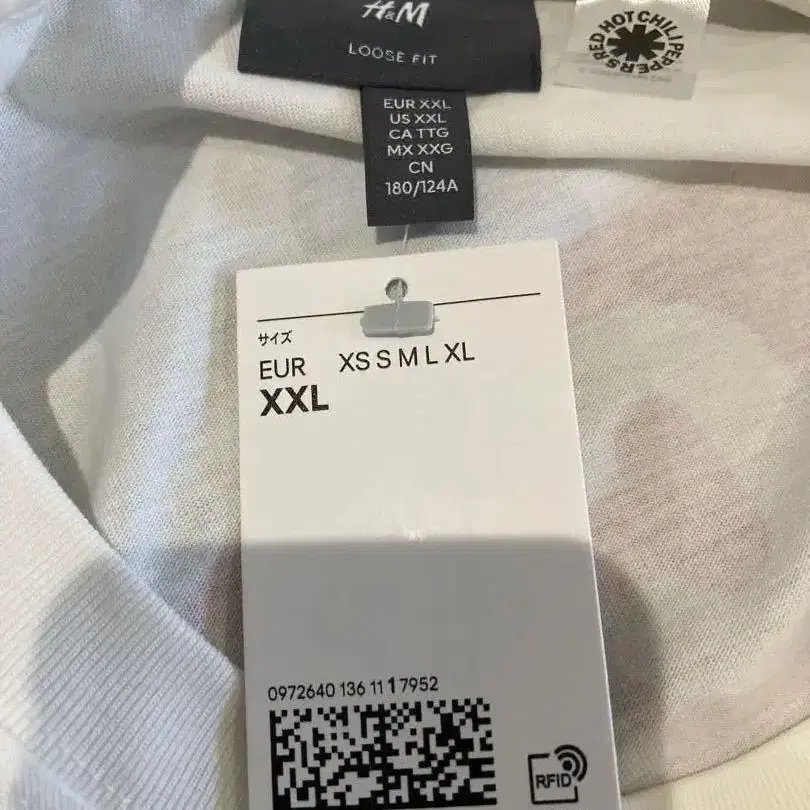 H&M
LOOSE FIT
RED HOT CHILI PEPPERS
EUR XXL
US XXL
CA TTG
MX XXG
CN
180/124A
サイズ
EUR XS S M L XL
XXL
0972640 136 11 1 7952
RFID